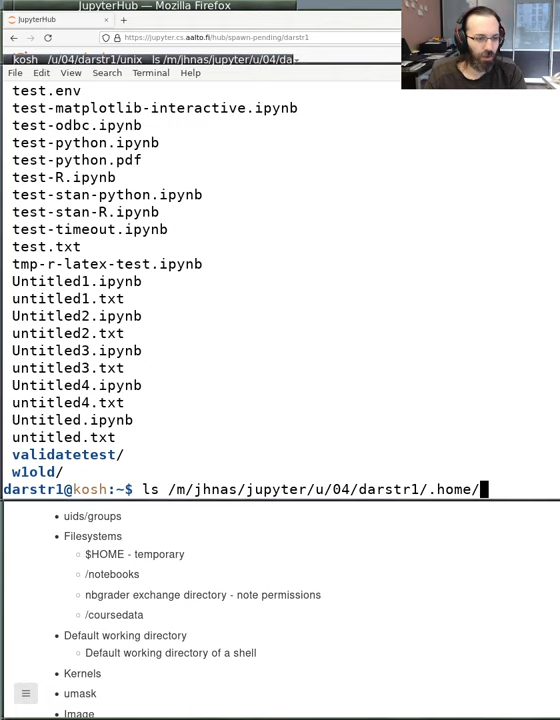 JupyterHub — Mozilla Firefox
JupyterHub ×
https://jupyter.cs.aalto.fi/hub/spawn-pending/darstr1
kosh /u/04/darstr1/unix ls /m/jhnas/jupyter/u/04/da
File Edit View Search Terminal Help
test.env
test-matplotlib-interactive.ipynb
test-odbc.ipynb
test-python.ipynb
test-python.pdf
test-R.ipynb
test-stan-python.ipynb
test-stan-R.ipynb
test-timeout.ipynb
test.txt
tmp-r-latex-test.ipynb
Untitled1.ipynb
untitled1.txt
Untitled2.ipynb
untitled2.txt
Untitled3.ipynb
untitled3.txt
Untitled4.ipynb
untitled4.txt
Untitled.ipynb
untitled.txt
validatetest/
w1old/
darstr1@kosh:~$ ls /m/jhnas/jupyter/u/04/darstr1/.home/
• uids/groups
• Filesystems
◦ $HOME - temporary
◦ /notebooks
◦ nbgrader exchange directory - note permissions
◦ /coursedata
• Default working directory
◦ Default working directory of a shell
• Kernels
• umask
• Image